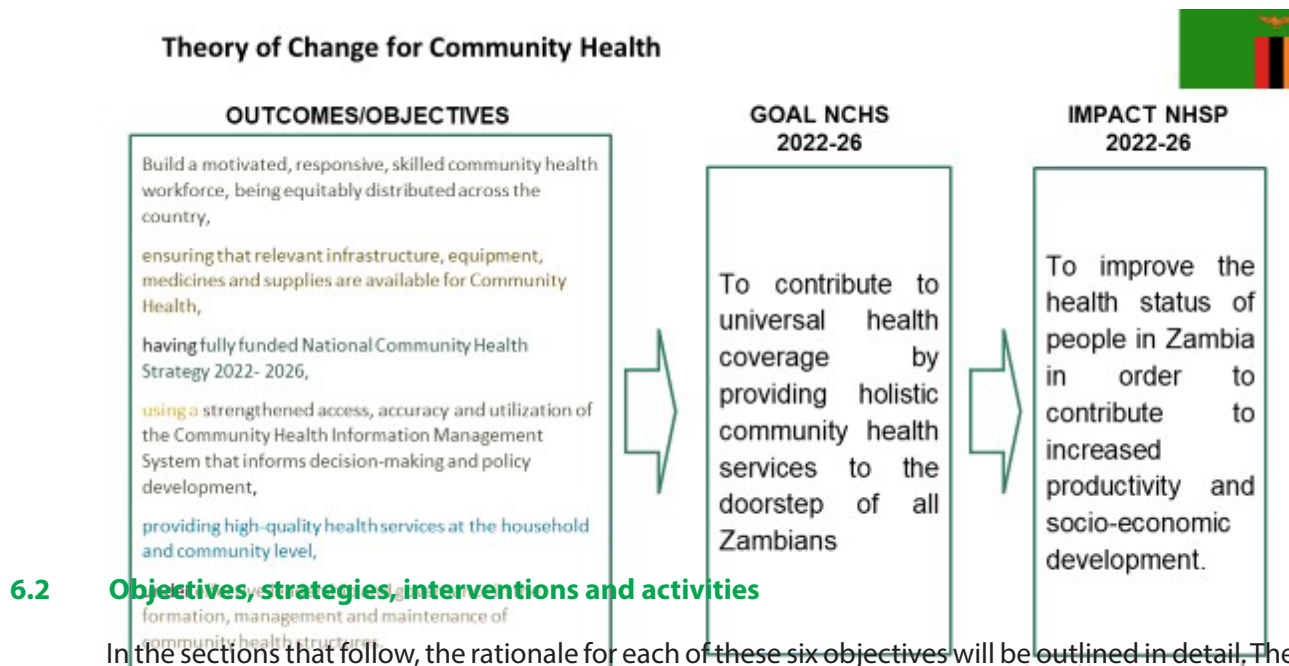 Theory of Change for Community Health
OUTCOMES/OBJECTIVES
Build a motivated, responsive, skilled community health
workforce, being equitably distributed across the
country,
ensuring that relevant infrastructure, equipment,
medicines and supplies are available for Community
Health,
having fully funded National Community Health
Strategy 2022- 2026,
using a strengthened access, accuracy and utilization of
the Community Health Information Management
System that informs decision-making and policy
development,
providing high-quality health services at the household
and community level,
formation, management and maintenance of
community health structures.
GOAL NCHS
2022-26
To contribute to
universal health
coverage by
providing holistic
community health
services to the
doorstep of all
Zambians
IMPACT NHSP
2022-26
To improve the
health status of
people in Zambia
in order to
contribute to
increased
productivity and
socio-economic
development.
6.2 Objectives, strategies, interventions and activities
In the sections that follow, the rationale for each of these six objectives will be outlined in detail. The